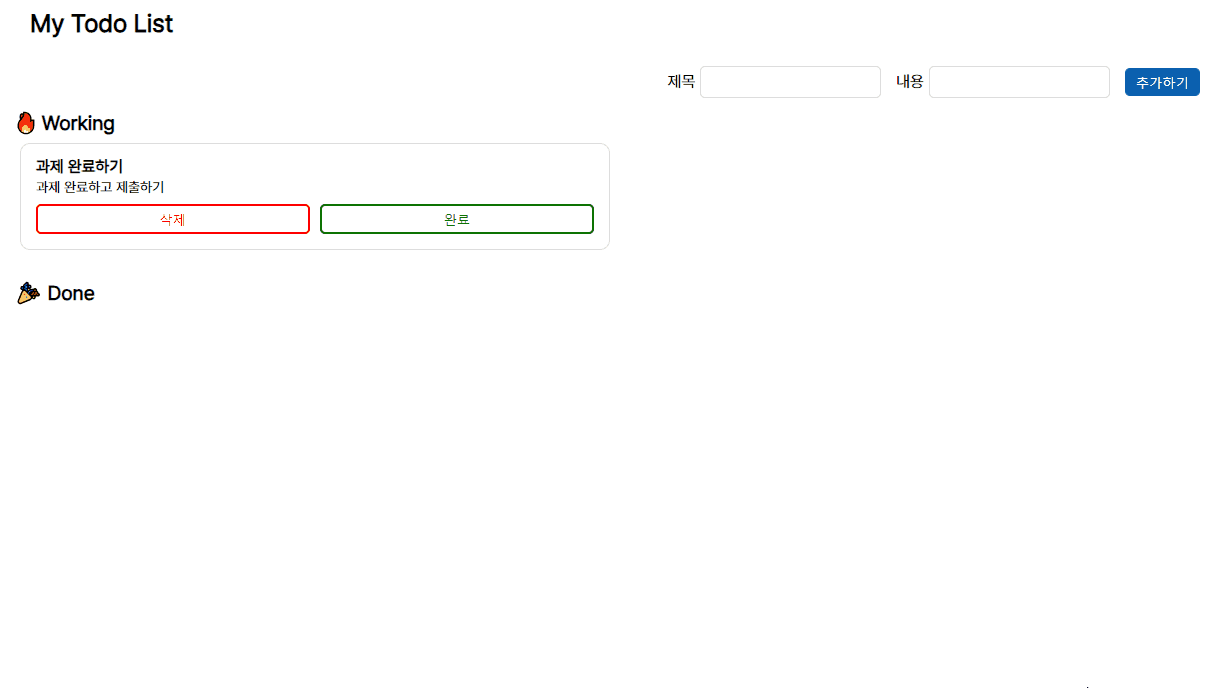 My Todo List
제목 내용 추가하기
🔥 Working
과제 완료하기
과제 완료하고 제출하기
삭제 완료
🎉 Done